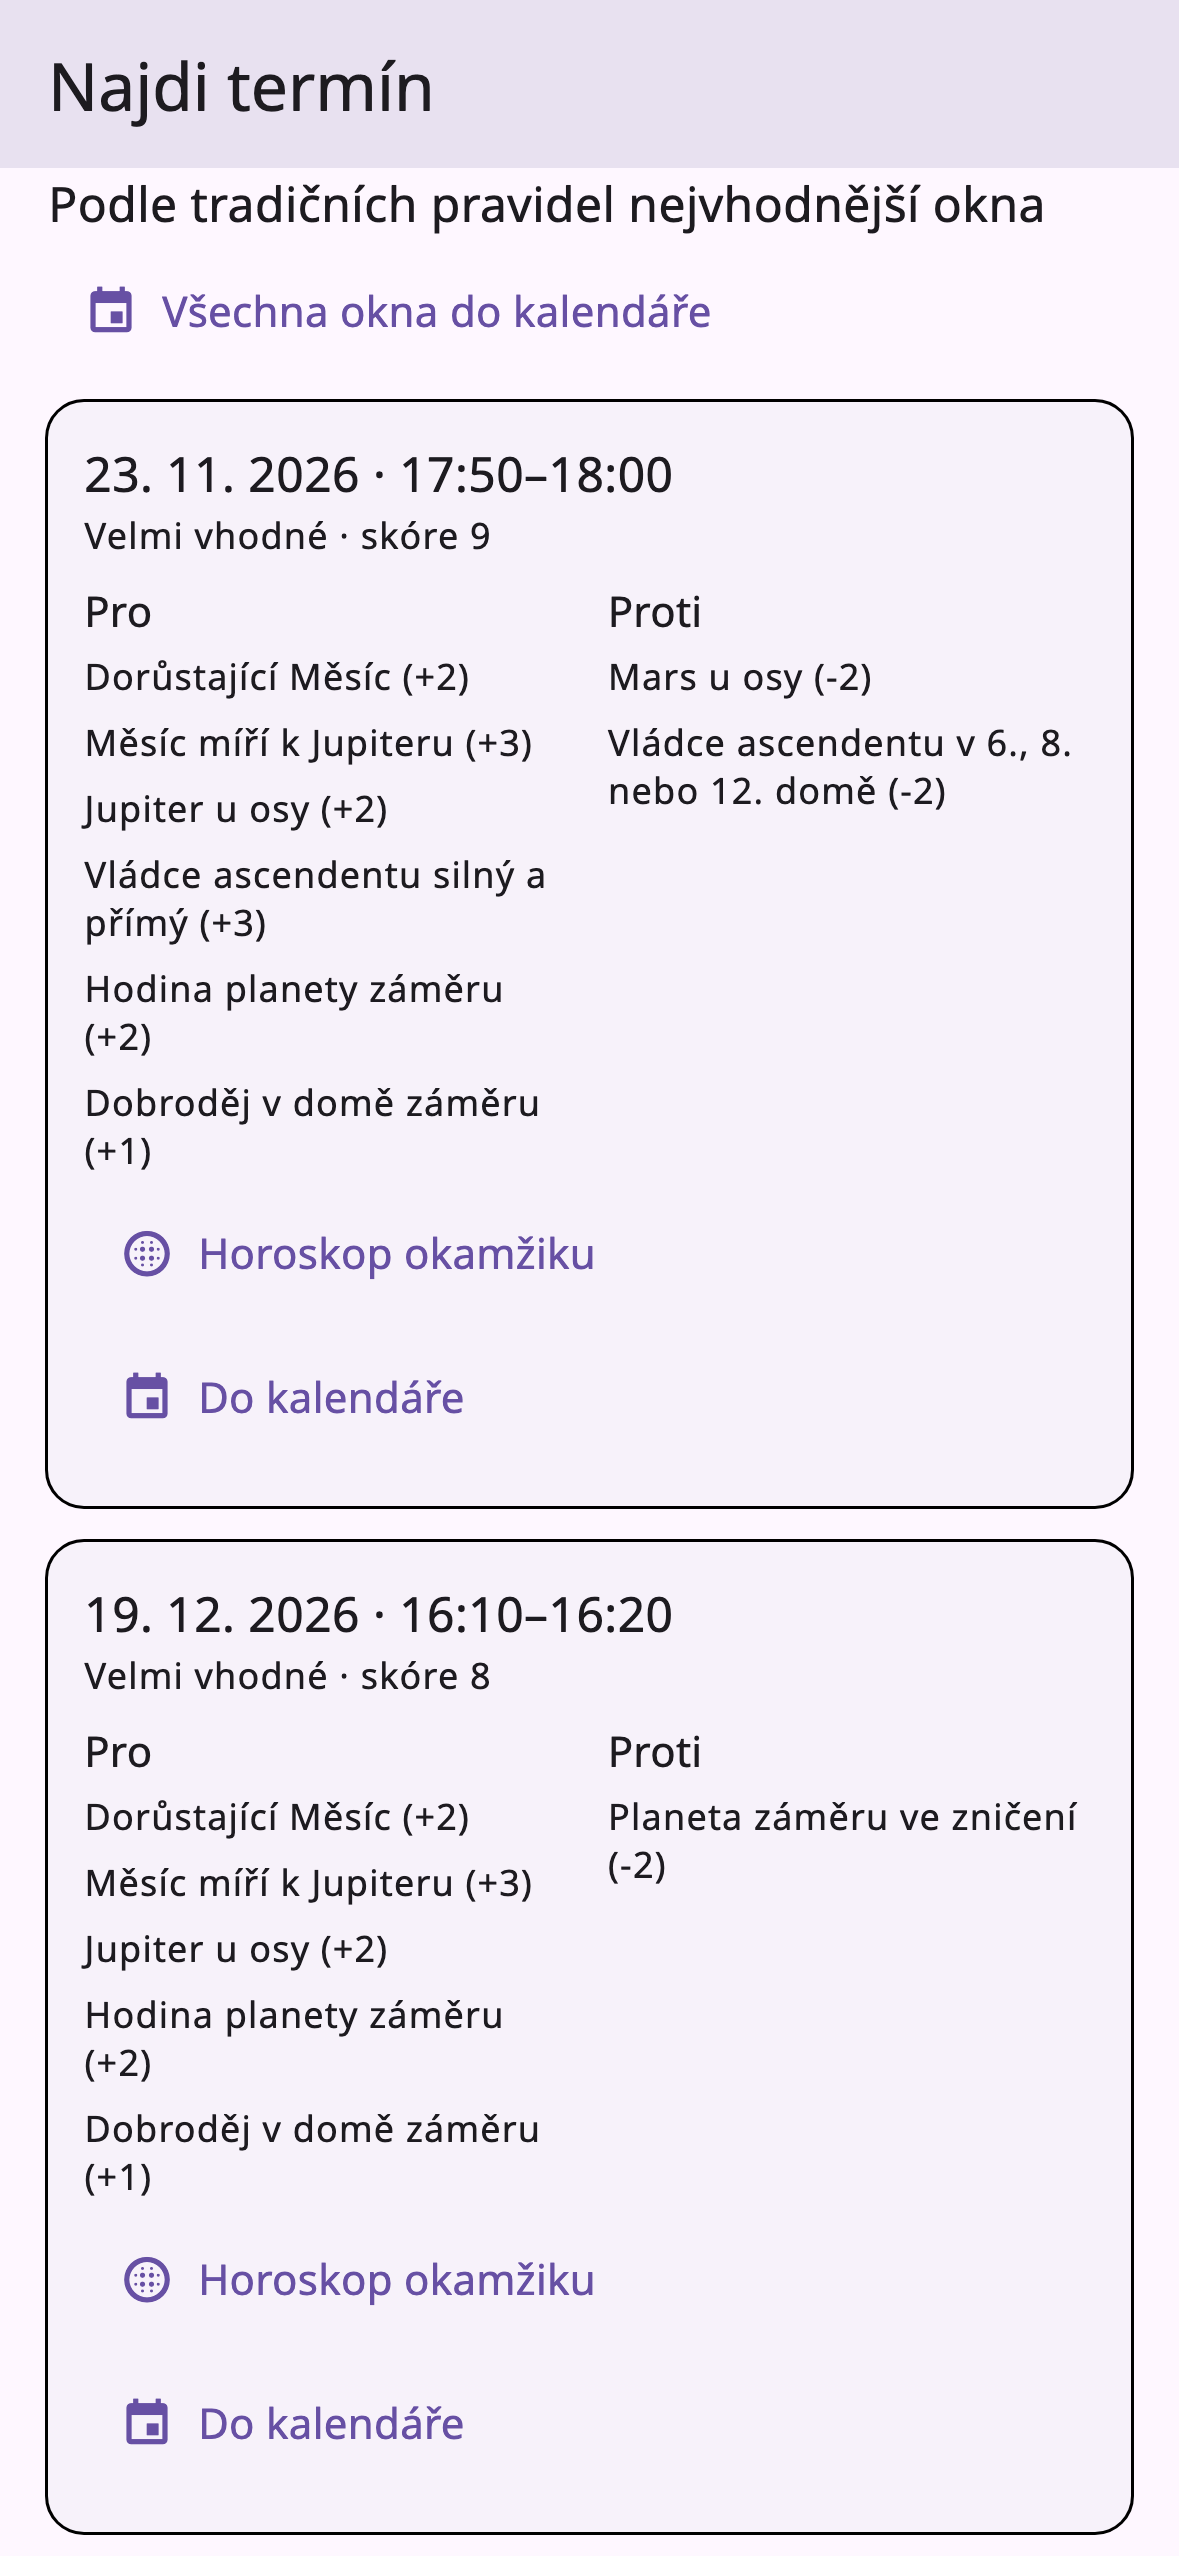 Najdi termín
Podle tradičních pravidel nejvhodnější okna
Všechna okna do kalendáře
23. 11. 2026 · 17:50–18:00
Velmi vhodné · skóre 9
Pro
Dorůstající Měsíc (+2)
Měsíc míří k Jupiteru (+3)
Jupiter u osy (+2)
Vládce ascendentu silný a
přímý (+3)
Hodina planety záměru
(+2)
Dobroděj v domě záměru
(+1)
Proti
Mars u osy (-2)
Vládce ascendentu v 6., 8.
nebo 12. domě (-2)
Horoskop okamžiku
Do kalendáře
19. 12. 2026 · 16:10–16:20
Velmi vhodné · skóre 8
Pro
Dorůstající Měsíc (+2)
Měsíc míří k Jupiteru (+3)
Jupiter u osy (+2)
Hodina planety záměru
(+2)
Dobroděj v domě záměru
(+1)
Proti
Planeta záměru ve zničení
(-2)
Horoskop okamžiku
Do kalendáře